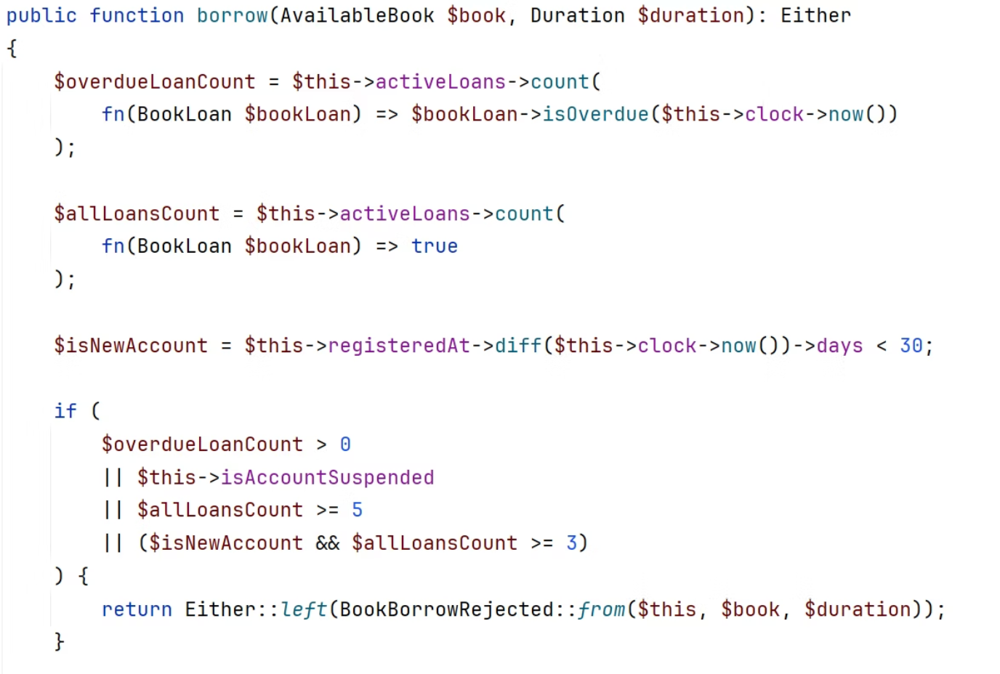 public function borrow(AvailableBook $book, Duration $duration): Either
{
    $overdueLoanCount = $this->activeLoans->count(
        fn(BookLoan $bookLoan) => $bookLoan->isOverdue($this->clock->now())
    );

    $allLoansCount = $this->activeLoans->count(
        fn(BookLoan $bookLoan) => true
    );

    $isNewAccount = $this->registeredAt->diff($this->clock->now())->days < 30;

    if (
        $overdueLoanCount > 0
        || $this->isAccountSuspended
        || $allLoansCount >= 5
        || ($isNewAccount && $allLoansCount >= 3)
    ) {
        return Either::left(BookBorrowRejected::from($this, $book, $duration));
    }